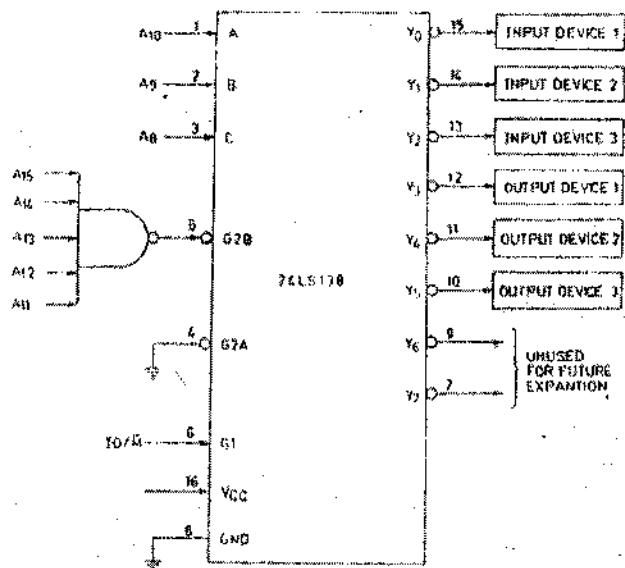 A10 1 A Y0 15 INPUT DEVICE 1
A9 2 B Y1 14 INPUT DEVICE 2
A8 3 C Y2 13 INPUT DEVICE 3
Y3 12 OUTPUT DEVICE 1
A15
A14
A13 5 G2B Y4 11 OUTPUT DEVICE 2
A12
A11
74LS138
Y5 10 OUTPUT DEVICE 3
4 G2A Y6 9
UNUSED
FOR FUTURE
EXPANTION
Y7 7
IO/M̅ 6 G1
16 VCC
8 GND